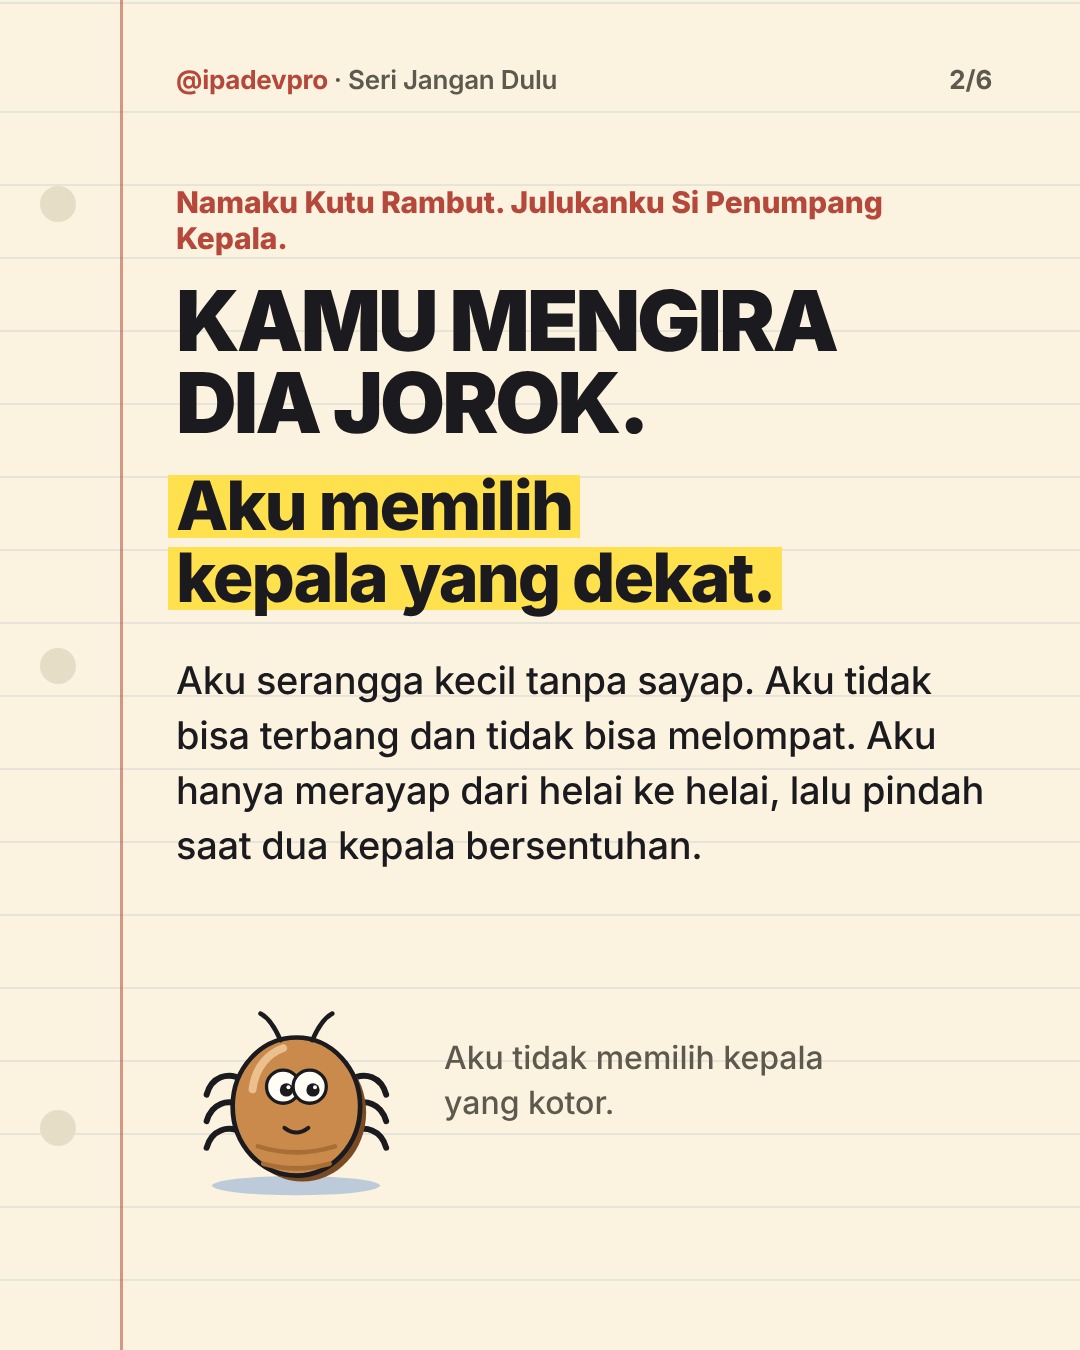 @ipadevpro · Seri Jangan Dulu
2/6
Namaku Kutu Rambut. Julukanku Si Penumpang
Kepala.
KAMU MENGIRA
DIA JOROK.
Aku memilih
kepala yang dekat.
Aku serangga kecil tanpa sayap. Aku tidak
bisa terbang dan tidak bisa melompat. Aku
hanya merayap dari helai ke helai, lalu pindah
saat dua kepala bersentuhan.
Aku tidak memilih kepala
yang kotor.